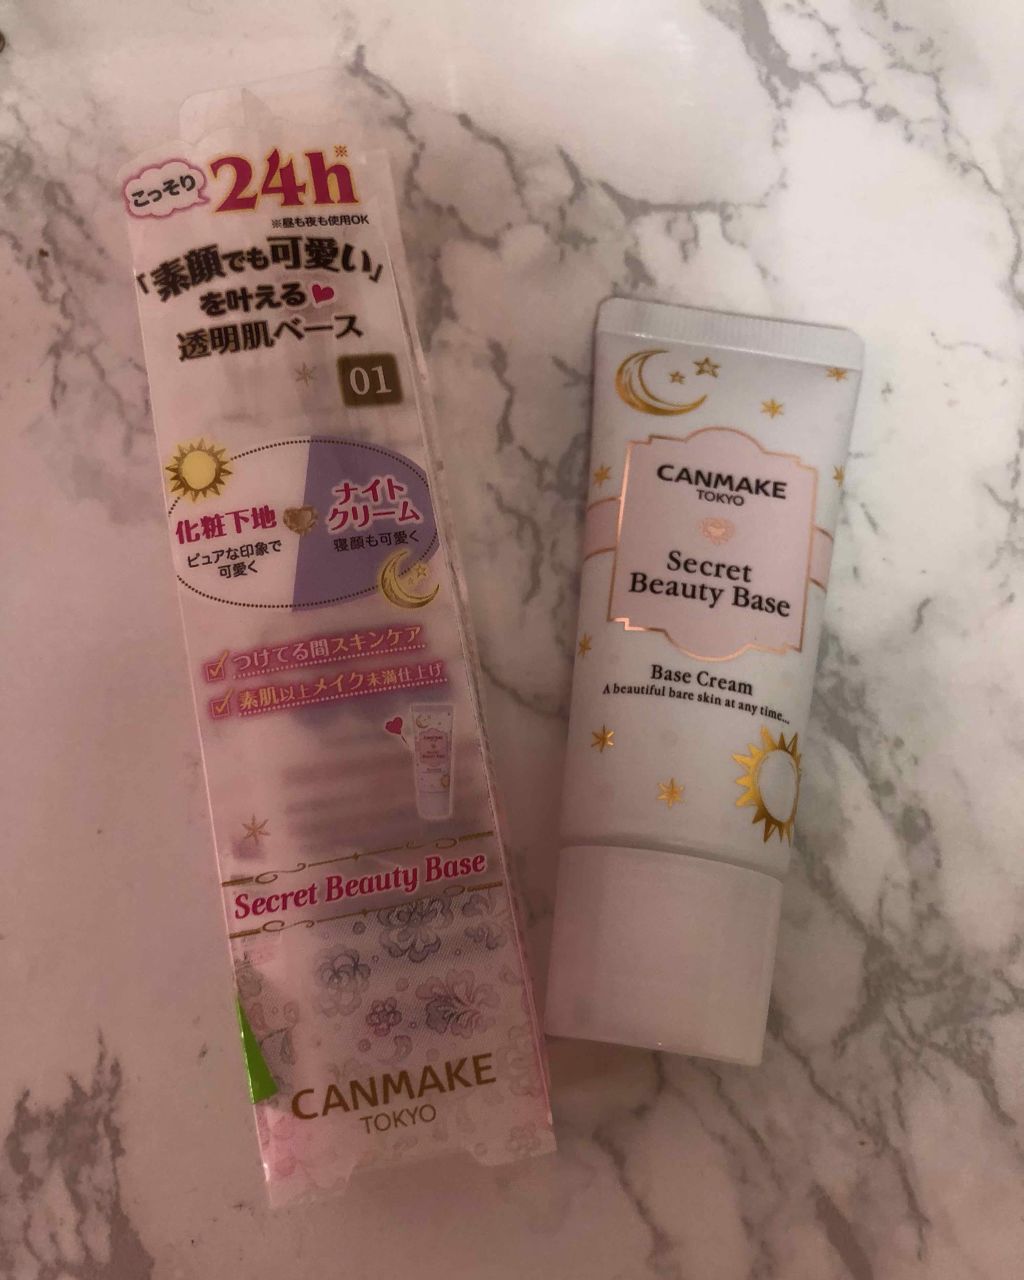 こっそり
24h※
※昼も夜も使用OK
「素顔でも可愛い」
を叶える
透明肌ベース
01
化粧下地
ピュアな印象で
可愛く
ナイト
クリーム
寝顔も可愛く
つけてる間スキンケア
素肌以上メイク未満仕上げ
Secret Beauty Base
CANMAKE
TOKYO
CANMAKE
TOKYO
Secret
Beauty Base
Base Cream
A beautiful bare skin at any time...